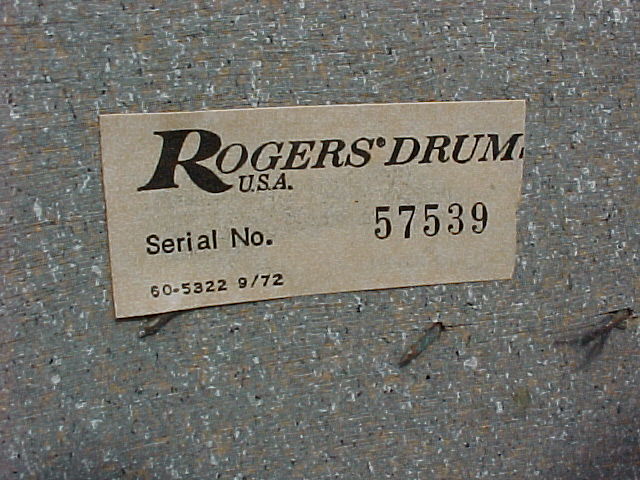 ROGERS® DRUM
U.S.A.
Serial No. 57539
60-5322 9/72